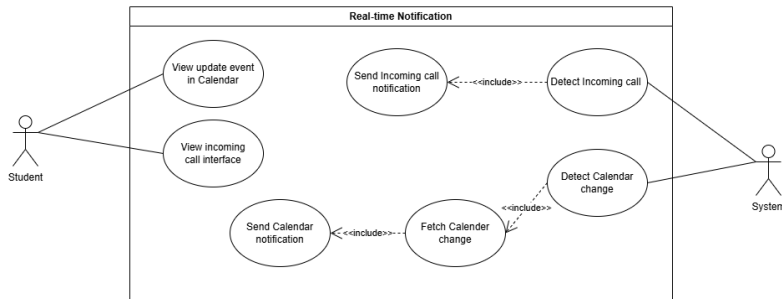 Real-time Notification
View update event
in Calendar
Send Incoming call
notification
<<include>>
Detect Incoming call
View incoming
call interface
Student
Detect Calendar
change
System
<<include>>
Send Calendar
notification
<<include>>
Fetch Calender
change